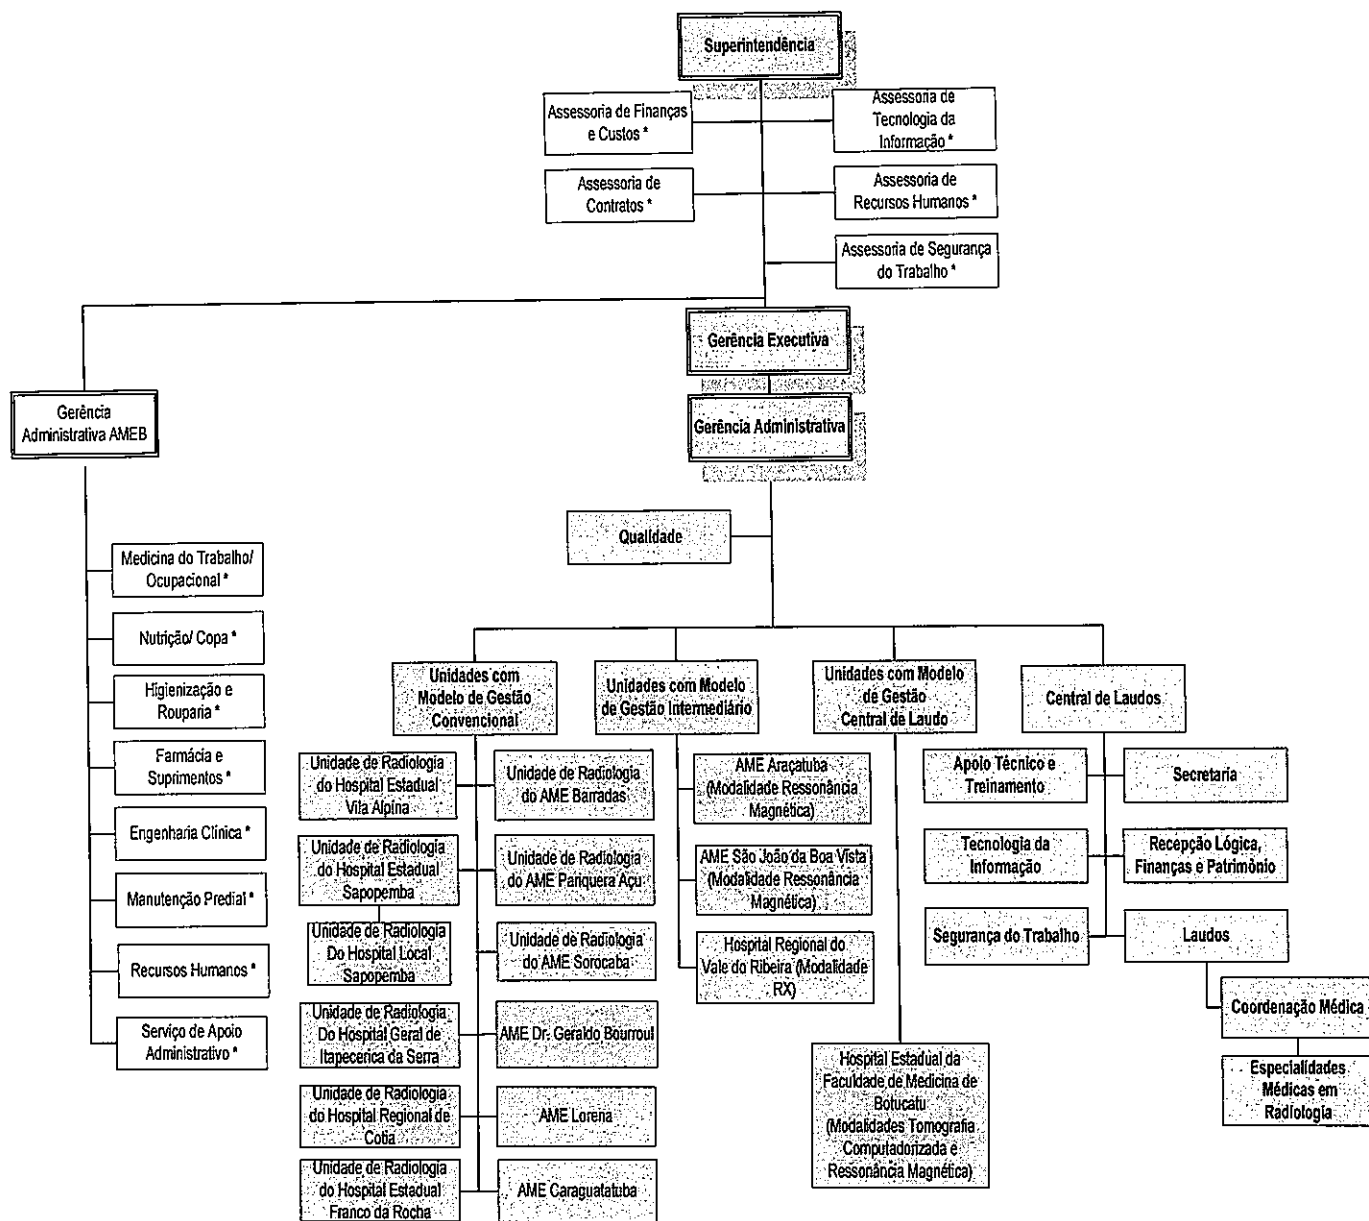 Superintendência
Assessoria de Finanças
e Custos *
Assessoria de
Tecnologia da
Informação *
Assessoria de
Contratos *
Assessoria de
Recursos Humanos *
Assessoria de Segurança
do Trabalho *
Gerência Executiva
Gerência
Administrativa AMEB
Gerência Administrativa
Qualidade
Medicina do Trabalho/
Ocupacional *
Nutrição/ Copa *
Higienização e
Rouparia *
Farmácia e
Suprimentos *
Engenharia Clínica *
Manutenção Predial *
Recursos Humanos *
Serviço de Apoio
Administrativo *
Unidades com
Modelo de Gestão
Convencional
Unidades com Modelo
de Gestão Intermediário
Unidades com Modelo
de Gestão
Central de Laudo
Central de Laudos
Unidade de Radiologia
do Hospital Estadual
Vila Alpina
Unidade de Radiologia
do AME Barradas
Unidade de Radiologia
do Hospital Estadual
Sapopemba
Unidade de Radiologia
do AME Pariquera Açu
Unidade de Radiologia
Do Hospital Local
Sapopemba
Unidade de Radiologia
do AME Sorocaba
Unidade de Radiologia
Do Hospital Geral de
Itapecerica da Serra
AME Dr. Geraldo Bourroul
Unidade de Radiologia
do Hospital Regional de
Cotia
AME Lorena
Unidade de Radiologia
do Hospital Estadual
Franco da Rocha
AME Caraguatatuba
AME Araçatuba
(Modalidade Ressonância
Magnética)
AME São João da Boa Vista
(Modalidade Ressonância
Magnética)
Hospital Regional do
Vale do Ribeira (Modalidade
RX)
Hospital Estadual da
Faculdade de Medicina de
Botucatu
(Modalidades Tomografia
Computadorizada e
Ressonância Magnética)
Apoio Técnico e
Treinamento
Secretaria
Tecnologia da
Informação
Recepção Lógica,
Finanças e Patrimônio
Segurança do Trabalho
Laudos
Coordenação Médica
Especialidades
Médicas em
Radiologia